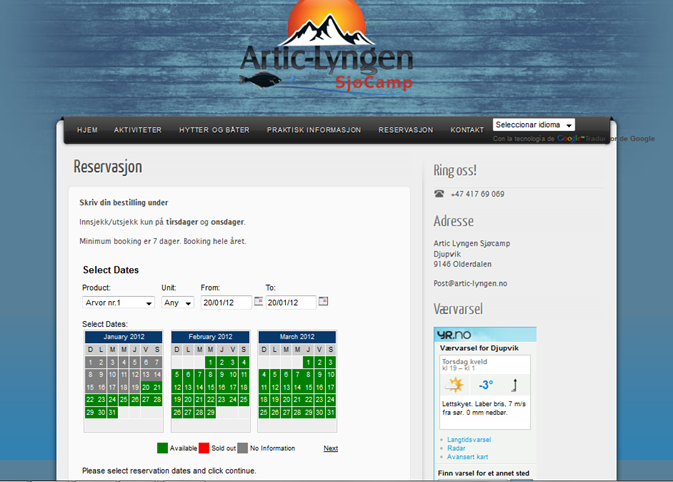 Artic-Lyngen
SjøCamp
HJEM AKTIVITETER HYTTER OG BÅTER PRAKTISK INFORMASJON RESERVASJON KONTAKT Seleccionar idioma
Con la tecnología de Google™ Traductor de Google
Reservasjon
Skriv din bestilling under
Innsjekk/utsjekk kun på tirsdager og onsdager.
Minimum booking er 7 dager. Booking hele året.
Select Dates
Product: Unit: From: To:
Arvor nr.1 Any 20/01/12 20/01/12
Select Dates:
January 2012
D L M M J V S
1 2 3 4 5 6 7
8 9 10 11 12 13 14
15 16 17 18 19 20 21
22 23 24 25 26 27 28
29 30 31
February 2012
D L M M J V S
1 2 3 4
5 6 7 8 9 10 11
12 13 14 15 16 17 18
19 20 21 22 23 24 25
26 27 28 29
March 2012
D L M M J V S
1 2 3
4 5 6 7 8 9 10
11 12 13 14 15 16 17
18 19 20 21 22 23 24
25 26 27 28 29 30 31
Available Sold out No Information Next
Please select reservation dates and click continue.
Ring oss!
+47 417 69 069
Adresse
Artic Lyngen Sjøcamp
Djupvik
9146 Olderdalen
Post@artic-lyngen.no
Værvarsel
YR.NO
Værvarsel for Djupvik
Torsdag kveld
kl 19 – kl 1
-3°
Lettskyet. Laber bris, 7 m/s
fra sør. 0 mm nedbør.
Langtidsvarsel
Radar
Avansert kart
Finn varsel for et annet sted